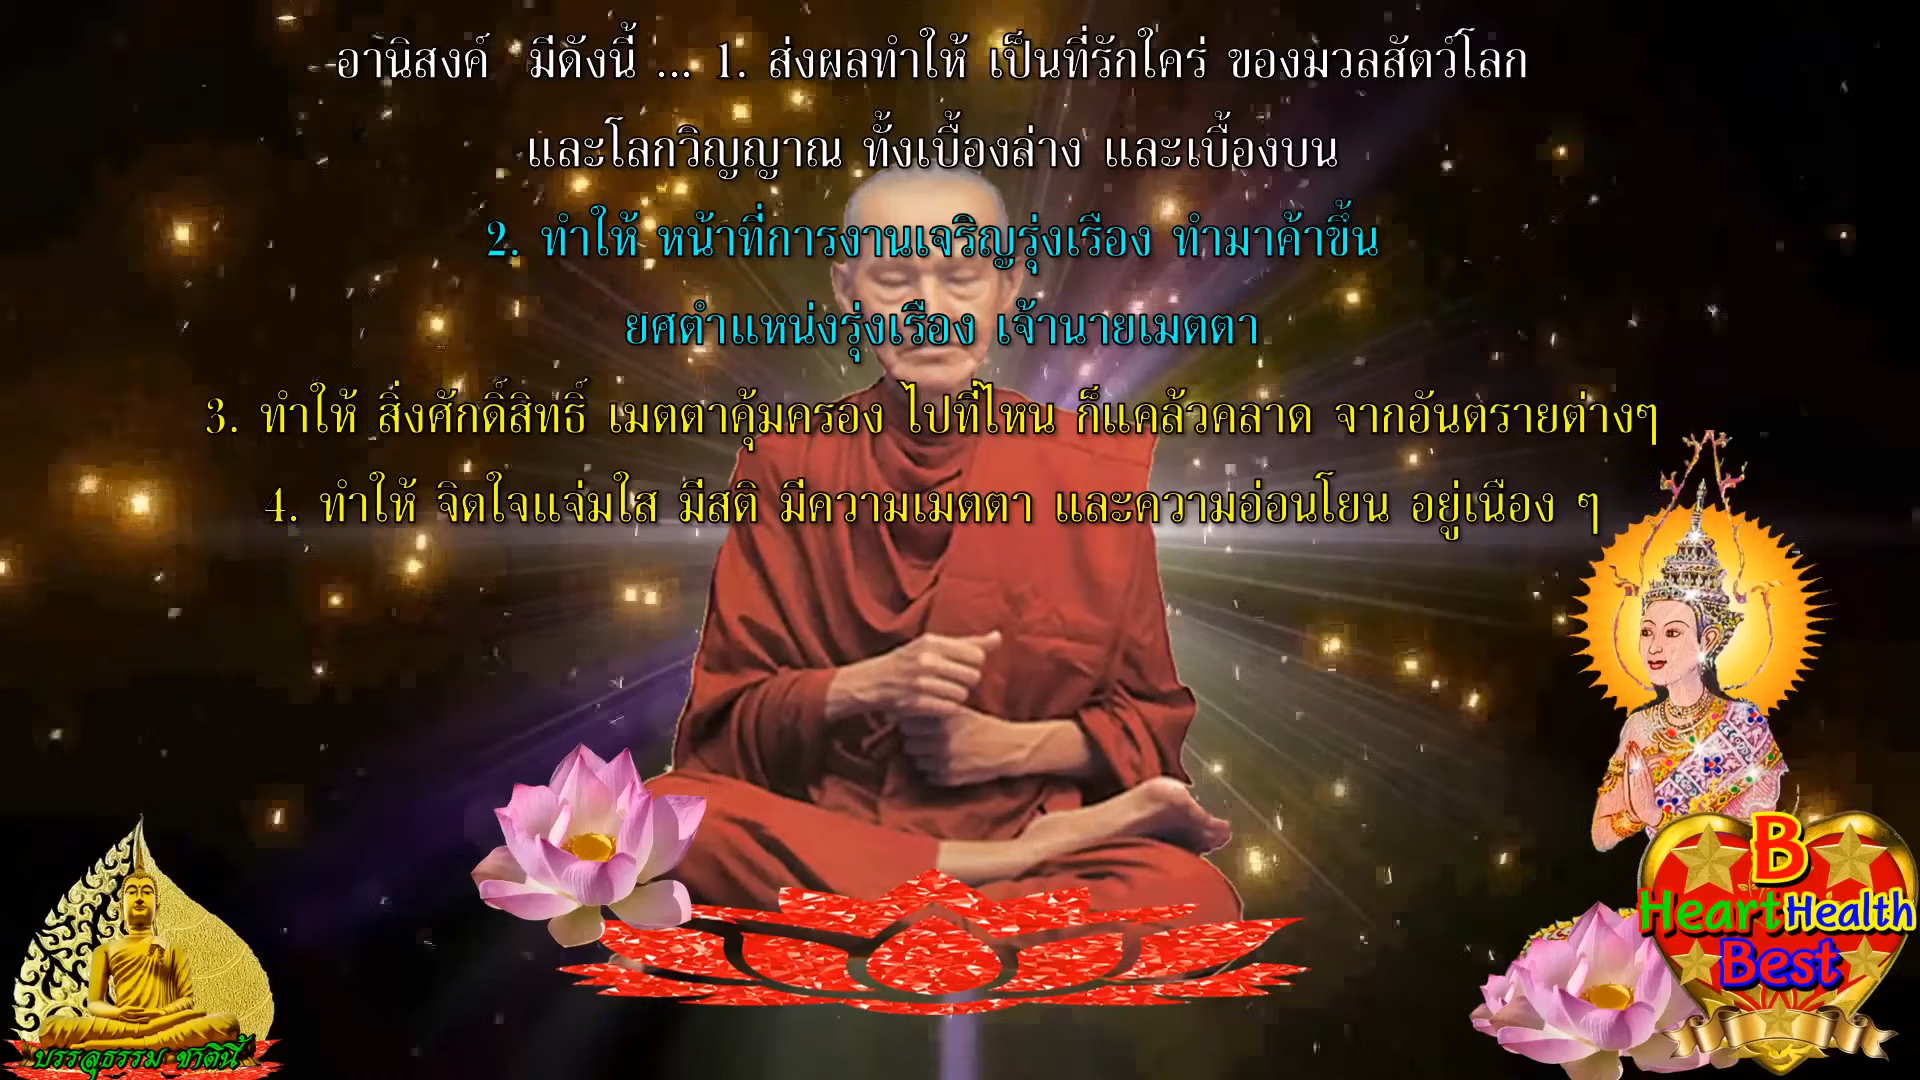 อานิสงค์ มีดังนี้ ... 1. ส่งผลทำให้ เป็นที่รักใคร่ ของมวลสัตว์โลก
และโลกวิญญาณ ทั้งเบื้องล่าง และเบื้องบน
2. ทำให้ หน้าที่การงานเจริญรุ่งเรือง ทำมาค้าขึ้น
ยศตำแหน่งรุ่งเรือง เจ้านายเมตตา
3. ทำให้ สิ่งศักดิ์สิทธิ์ เมตตาคุ้มครอง ไปที่ไหน ก็แคล้วคลาด จากอันตรายต่างๆ
4. ทำให้ จิตใจแจ่มใส มีสติ มีความเมตตา และความอ่อนโยน อยู่เนือง ๆ
บรรลุธรรม ชาตินี้
B
HeartHealth
Best